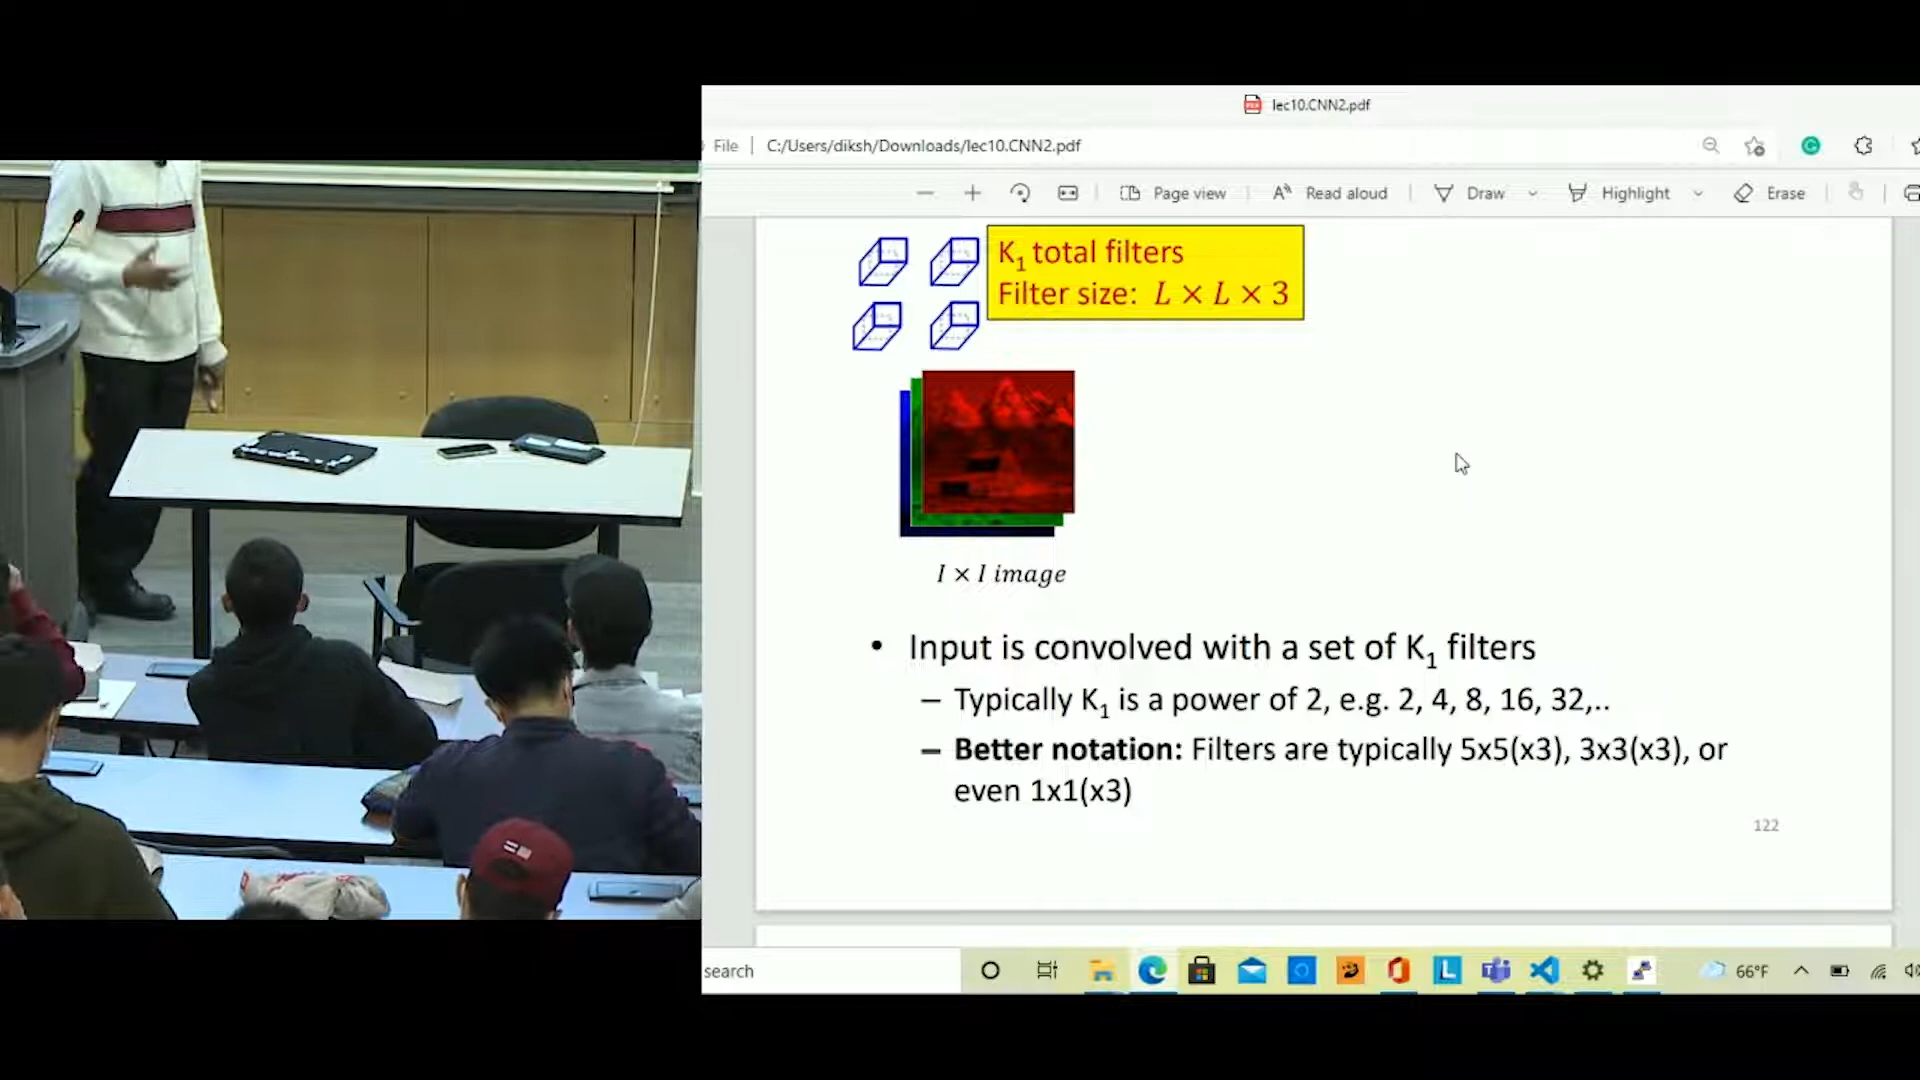 lec10.CNN2.pdf
File C:/Users/diksh/Downloads/lec10.CNN2.pdf
Page view Read aloud Draw Highlight Erase
K₁ total filters
Filter size: L × L × 3
I × I image
• Input is convolved with a set of K₁ filters
– Typically K₁ is a power of 2, e.g. 2, 4, 8, 16, 32,..
– Better notation: Filters are typically 5x5(x3), 3x3(x3), or
even 1x1(x3)
122
search
66°F